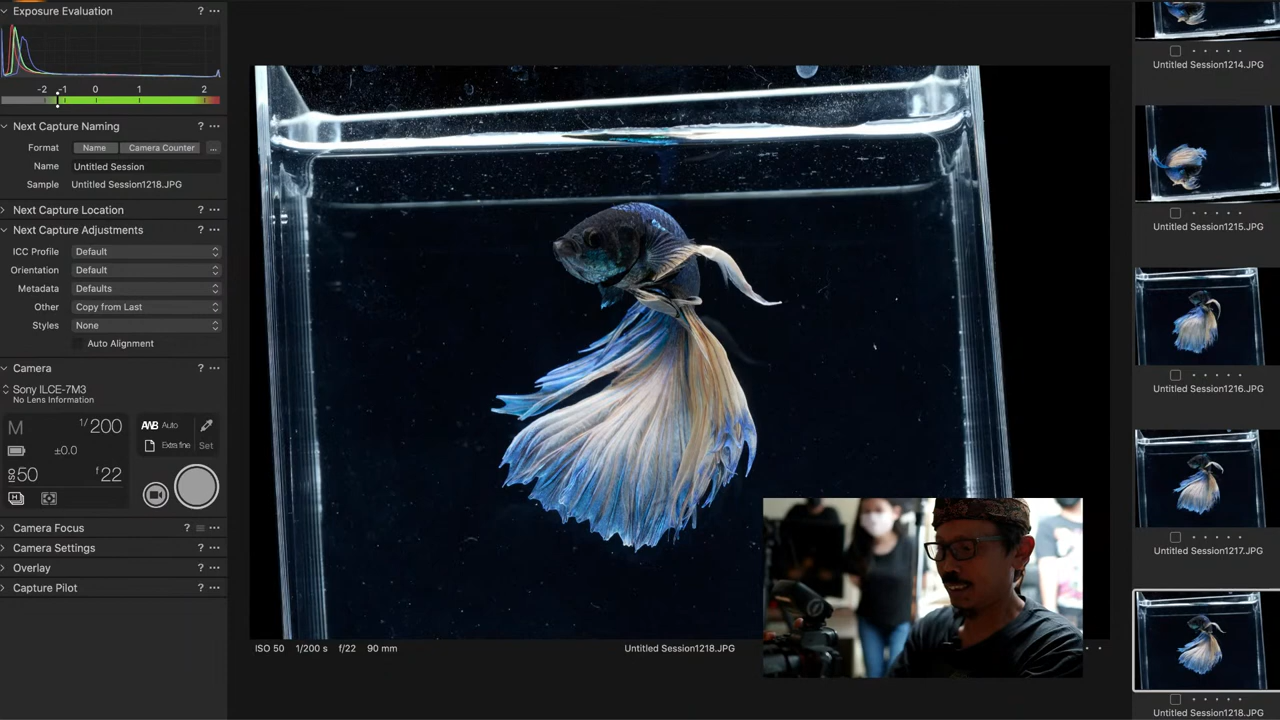 Exposure Evaluation ? ...
-2 -1 0 1 2
Next Capture Naming ? ...
Format Name Camera Counter ...
Name Untitled Session
Sample Untitled Session1218.JPG
Next Capture Location ? ...
Next Capture Adjustments ? ...
ICC Profile Default
Orientation Default
Metadata Defaults
Other Copy from Last
Styles None
Auto Alignment
Camera ? ...
Sony ILCE-7M3
No Lens Information
M 1/200
AWB Auto
±0.0
Extra fine Set
ISO 50 f22
Camera Focus ? ...
Camera Settings ? ...
Overlay ? ...
Capture Pilot ? ...
ISO 50 1/200 s f/22 90 mm
Untitled Session1218.JPG
Untitled Session1214.JPG
Untitled Session1215.JPG
Untitled Session1216.JPG
Untitled Session1217.JPG
Untitled Session1218.JPG